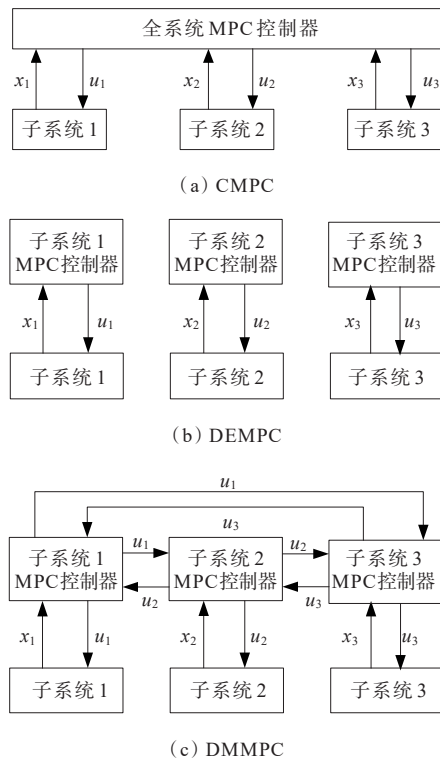 全系统MPC控制器
x1 u1 x2 u2 x3 u3
子系统1 子系统2 子系统3
(a) CMPC
子系统1 子系统2 子系统3
MPC控制器 MPC控制器 MPC控制器
x1 u1 x2 u2 x3 u3
子系统1 子系统2 子系统3
(b) DEMPC
u1
u3
u1 u2
子系统1 子系统2 子系统3
MPC控制器 MPC控制器 MPC控制器
u2 u3
x1 u1 x2 u2 x3 u3
子系统1 子系统2 子系统3
(c) DMMPC